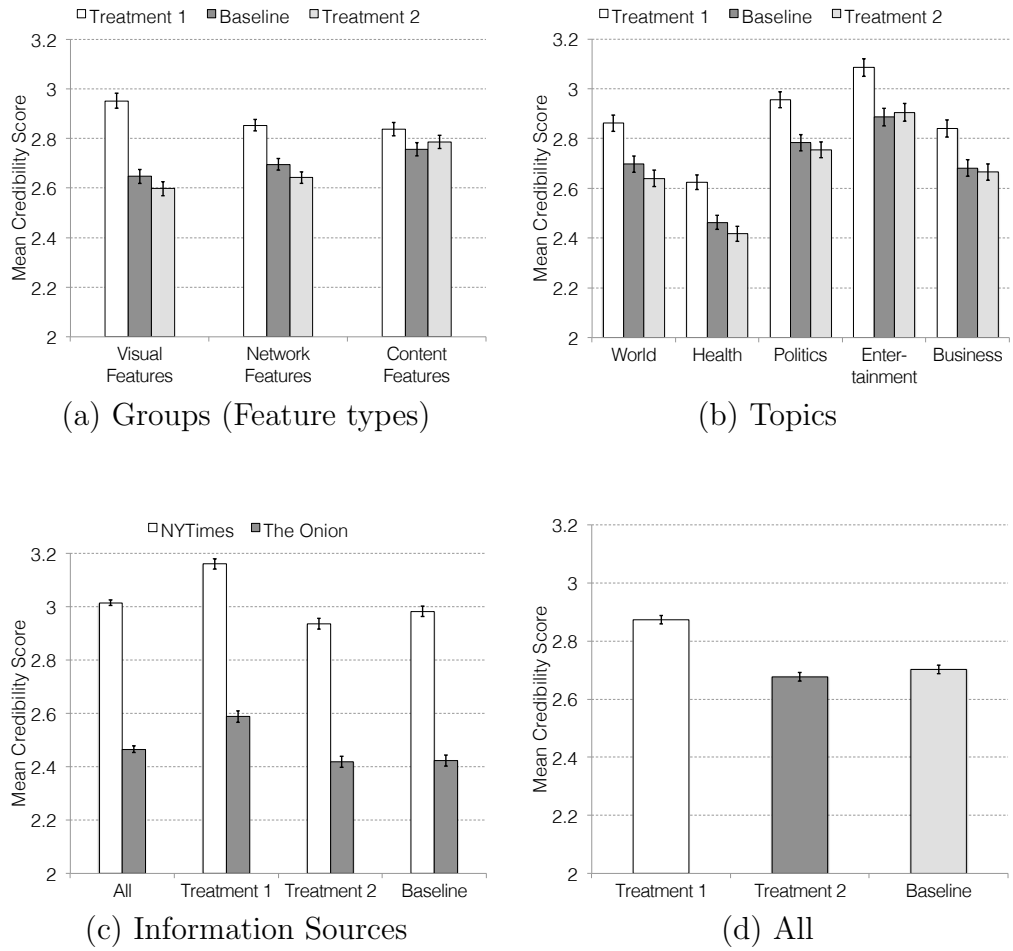 Treatment 1 Baseline Treatment 2
Mean Credibility Score
3.2
3
2.8
2.6
2.4
2.2
2
Visual Features
Network Features
Content Features
(a) Groups (Feature types)
Treatment 1 Baseline Treatment 2
Mean Credibility Score
3.2
3
2.8
2.6
2.4
2.2
2
World
Health
Politics
Enter-
tainment
Business
(b) Topics
NYTimes The Onion
Mean Credibility Score
3.2
3
2.8
2.6
2.4
2.2
2
All Treatment 1 Treatment 2 Baseline
(c) Information Sources
Mean Credibility Score
3.2
3
2.8
2.6
2.4
2.2
2
Treatment 1 Treatment 2 Baseline
(d) All